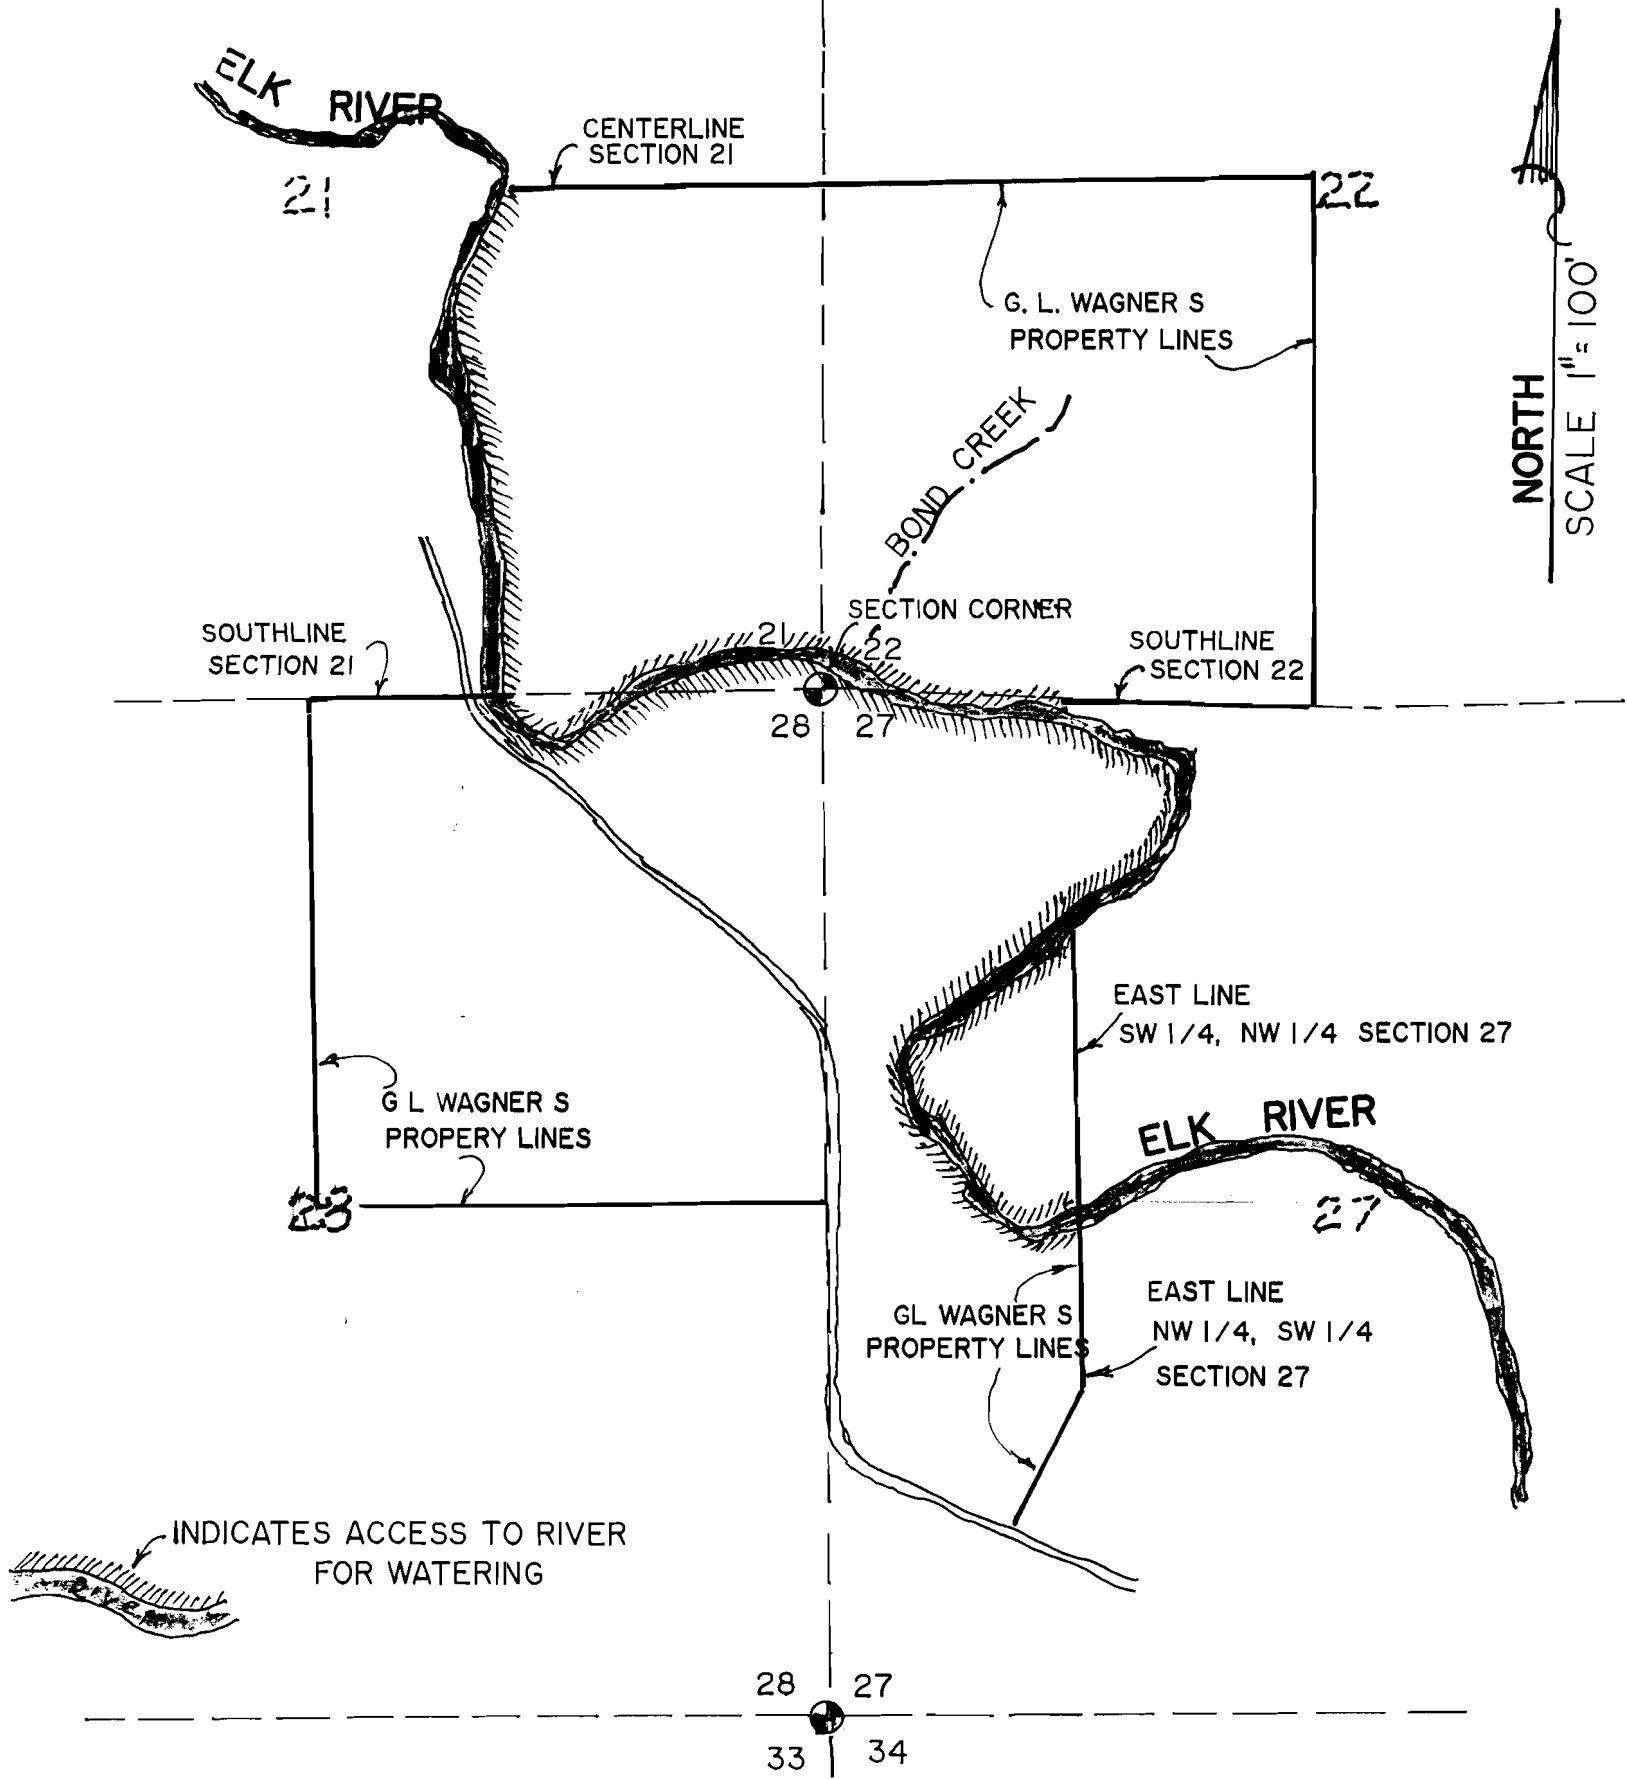 ELK RIVER
CENTERLINE
SECTION 21
21
22
G. L. WAGNER S
PROPERTY LINES
NORTH
SCALE 1"=100'
BOND CREEK
SECTION CORNER
SOUTHLINE
SECTION 21
21
22
SOUTHLINE
SECTION 22
28
27
EAST LINE
SW 1/4, NW 1/4 SECTION 27
G L WAGNER S
PROPERY LINES
ELK RIVER
27
GL WAGNER S
PROPERTY LINES
EAST LINE
NW 1/4, SW 1/4
SECTION 27
INDICATES ACCESS TO RIVER
FOR WATERING
River
28
27
33
34